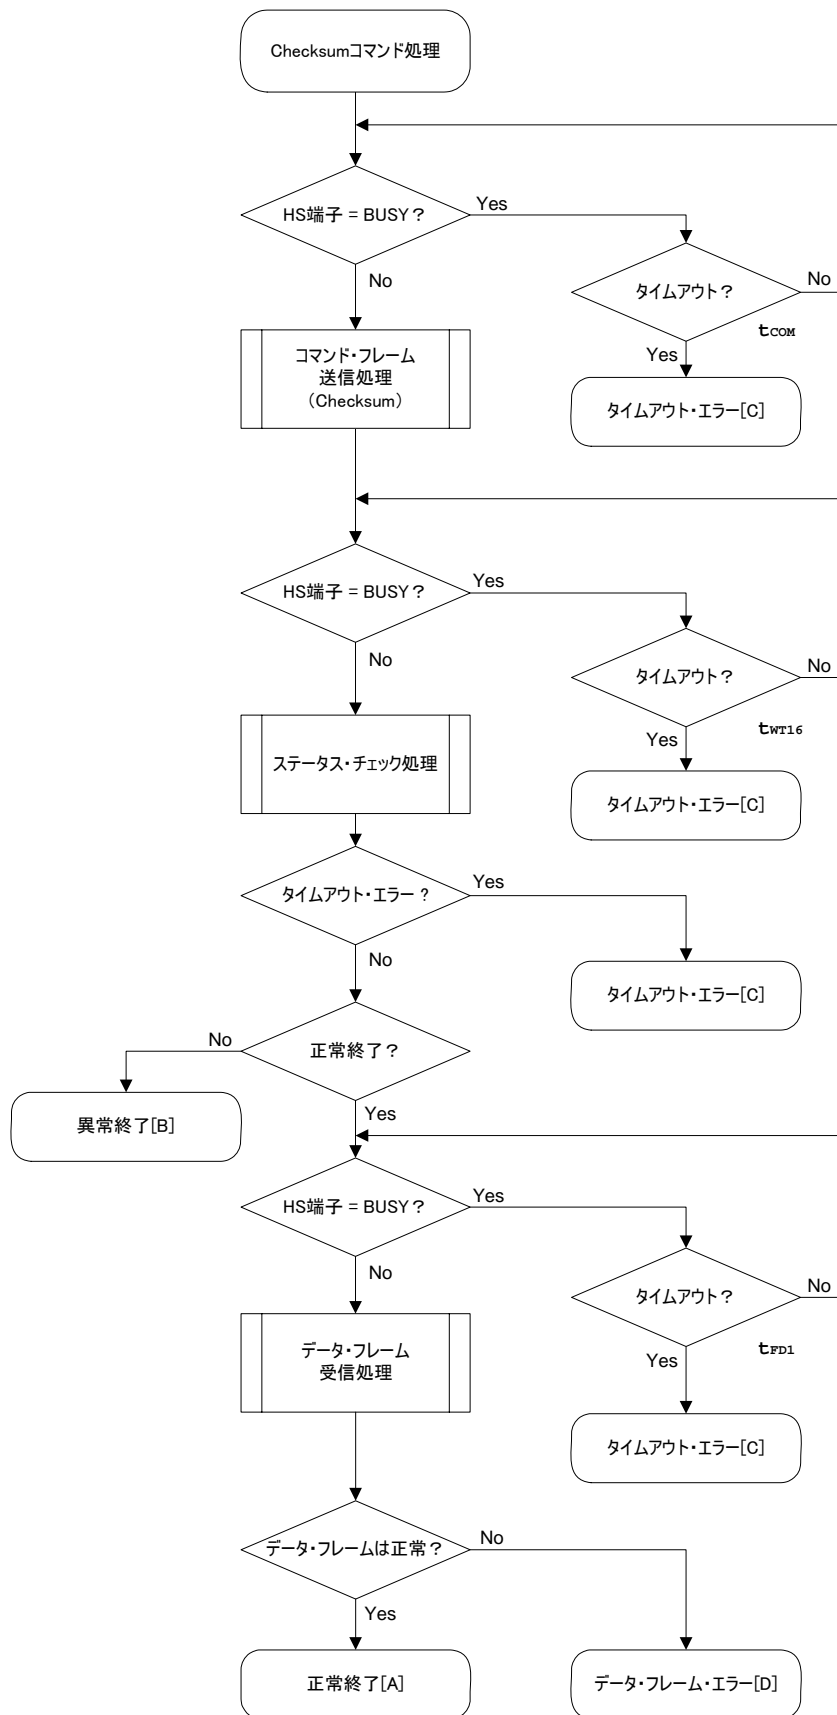 Checksumコマンド処理
HS端子 = BUSY？
Yes
No
タイムアウト？
No
tCOM
Yes
コマンド・フレーム
送信処理
（Checksum）
タイムアウト・エラー[C]
HS端子 = BUSY？
Yes
No
タイムアウト？
No
tWT16
Yes
ステータス・チェック処理
タイムアウト・エラー[C]
タイムアウト・エラー？
Yes
No
タイムアウト・エラー[C]
正常終了？
No
Yes
異常終了[B]
HS端子 = BUSY？
Yes
No
タイムアウト？
No
tFD1
Yes
データ・フレーム
受信処理
タイムアウト・エラー[C]
データ・フレームは正常？
No
Yes
正常終了[A]
データ・フレーム・エラー[D]